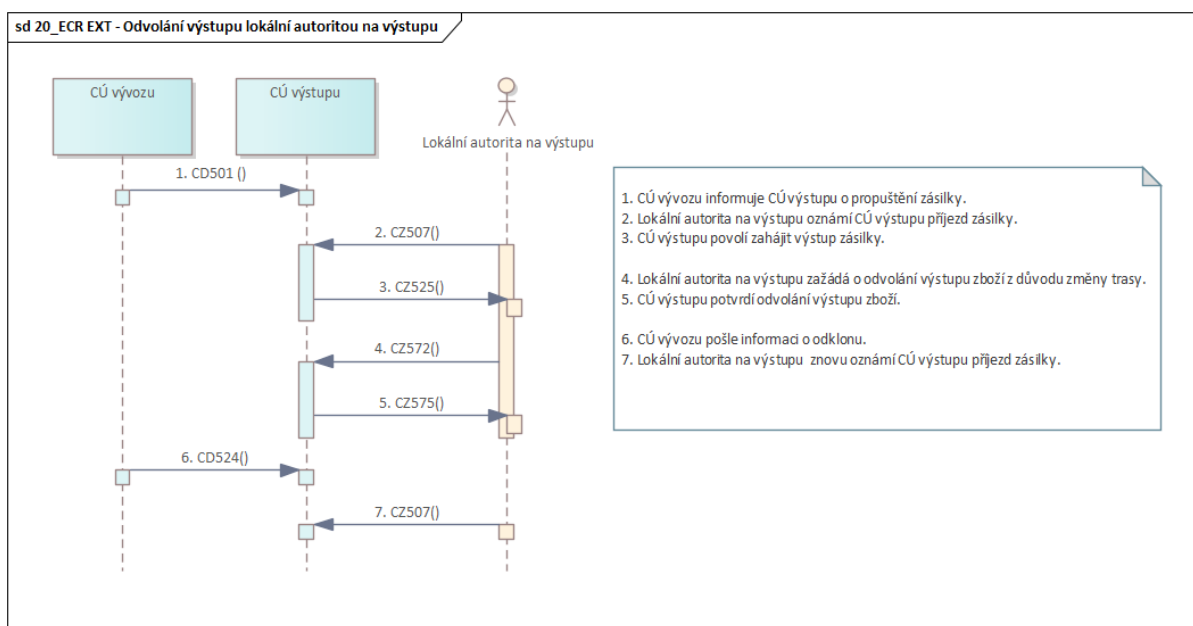 sd 20_ECR EXT - Odvolání výstupu lokální autoritou na výstupu
CÚ vývozu
CÚ výstupu
Lokální autorita na výstupu
1. CD501 ()
2. CZ507()
3. CZ525()
4. CZ572()
5. CZ575()
6. CD524()
7. CZ507()
1. CÚ vývozu informuje CÚ výstupu o propuštění zásilky.
2. Lokální autorita na výstupu oznámí CÚ výstupu příjezd zásilky.
3. CÚ výstupu povolí zahájit výstup zásilky.
4. Lokální autorita na výstupu zažádá o odvolání výstupu zboží z důvodu změny trasy.
5. CÚ výstupu potvrdí odvolání výstupu zboží.
6. CÚ vývozu pošle informaci o odklonu.
7. Lokální autorita na výstupu  znovu oznámí CÚ výstupu příjezd zásilky.